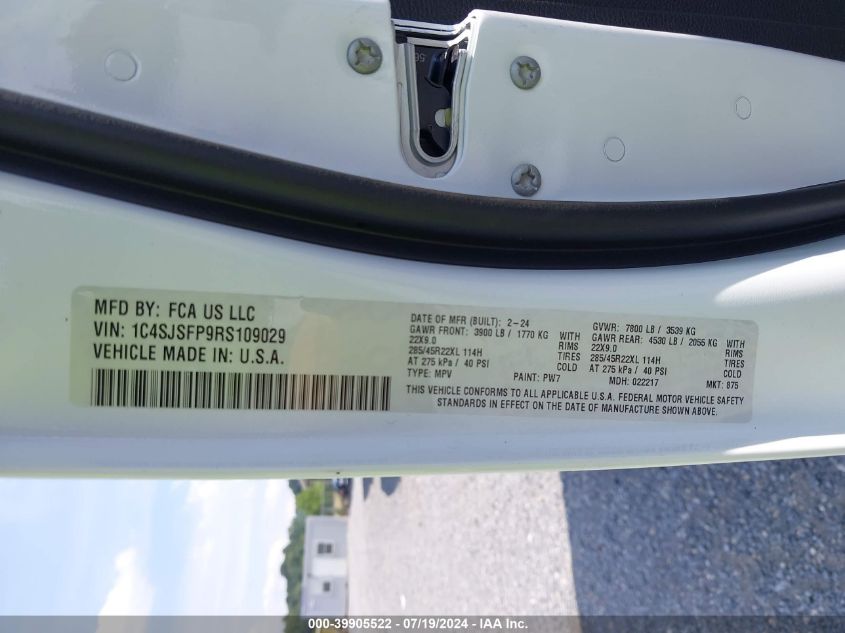 MFD BY: FCA US LLC
VIN: 1C4SJSFP9RS109029
VEHICLE MADE IN: U.S.A.
DATE OF MFR (BUILT): 2-24 GVWR: 7800 LB / 3539 KG
GAWR FRONT: 3900 LB / 1770 KG WITH GAWR REAR: 4530 LB / 2055 KG WITH
22X9.0 RIMS 22X9.0 RIMS
285/45R22XL 114H TIRES 285/45R22XL 114H TIRES
AT 275 kPa / 40 PSI COLD AT 275 kPa / 40 PSI COLD
TYPE: MPV PAINT: PW7 MDH: 022217 MKT: 875
THIS VEHICLE CONFORMS TO ALL APPLICABLE U.S.A. FEDERAL MOTOR VEHICLE SAFETY
STANDARDS IN EFFECT ON THE DATE OF MANUFACTURE SHOWN ABOVE.
000-39905522 - 07/19/2024 - IAA Inc.